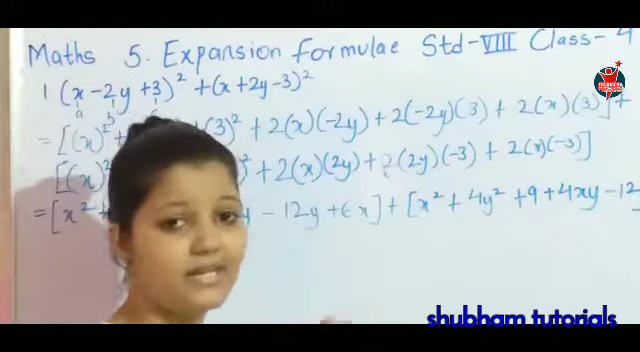 Maths 5. Expansion formulae Std-VIII Class-4
1 (x - 2y + 3)² + (x + 2y - 3)²
a b c
= [(x)² + (3)² + 2(x)(-2y) + 2(-2y)(3) + 2(x)(3)] +
[(x)² + 2(x)(2y) + 2(2y)(-3) + 2(x)(-3)]
= [x² + y - 12y + 6x] + [x² + 4y² + 9 + 4xy - 12
shubham tutorials